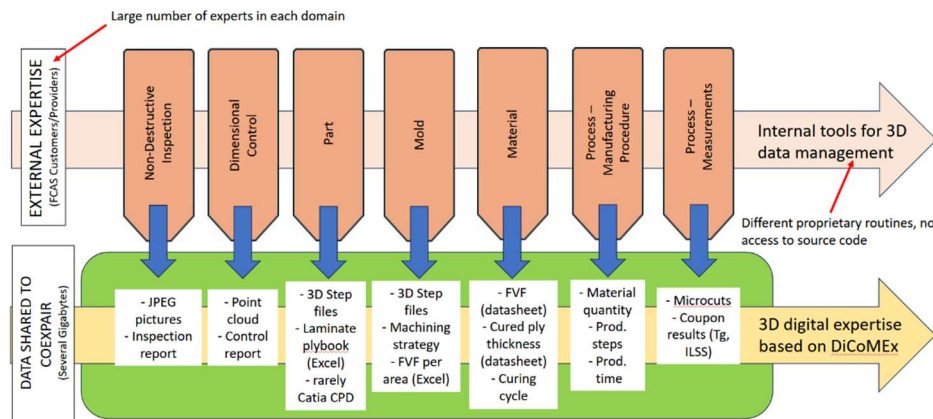 Large number of experts in each domain
EXTERNAL EXPERTISE
(FCAS Customers/Providers)
Non-Destructive
Inspection
Dimensional
Control
Part
Mold
Material
Process –
Manufacturing
Procedure
Process –
Measurements
Internal tools for 3D
data management
Different proprietary routines, no
access to source code
DATA SHARED TO
COEXPAIR
(Several Gigabytes)
- JPEG
pictures
- Inspection
report
- Point
cloud
- Control
report
- 3D Step
files
- Laminate
plybook
(Excel)
- rarely
Catia CPD
- 3D Step
files
- Machining
strategy
- FVF per
area (Excel)
- FVF
(datasheet)
- Cured ply
thickness
(datasheet)
- Curing
cycle
- Material
quantity
- Prod.
steps
- Prod.
time
- Microcuts
- Coupon
results (Tg,
ILSS)
3D digital expertise
based on DiCoMEx